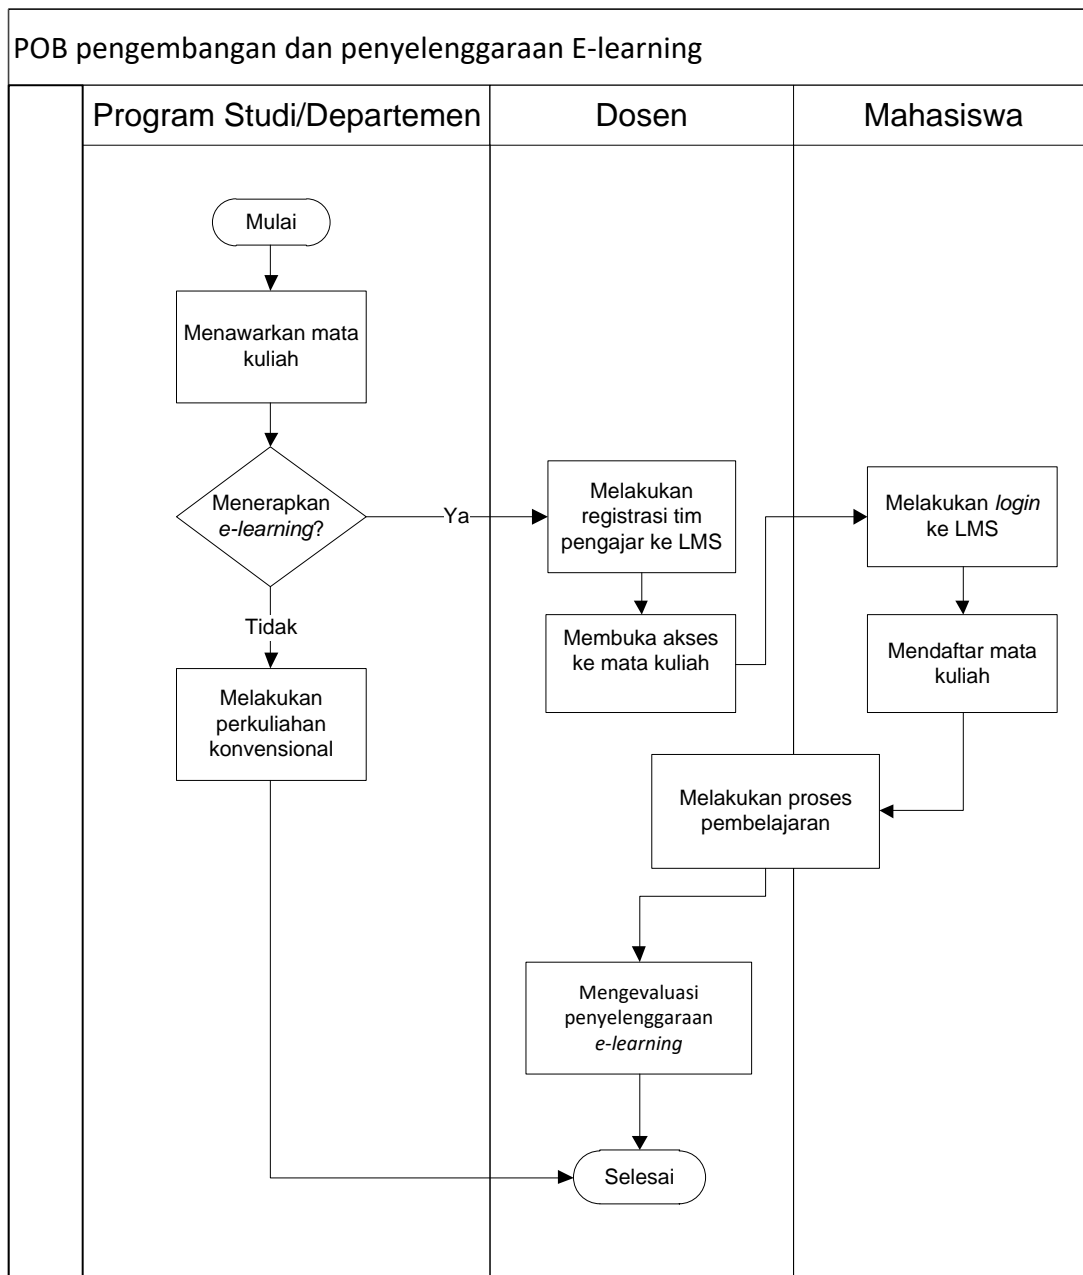 POB pengembangan dan penyelenggaraan E-learning
Program Studi/Departemen
Dosen
Mahasiswa
Mulai
Menawarkan mata
kuliah
Menerapkan
e-learning?
Ya
Tidak
Melakukan
perkuliahan
konvensional
Melakukan
registrasi tim
pengajar ke LMS
Membuka akses
ke mata kuliah
Melakukan login
ke LMS
Mendaftar mata
kuliah
Melakukan proses
pembelajaran
Mengevaluasi
penyelenggaraan
e-learning
Selesai